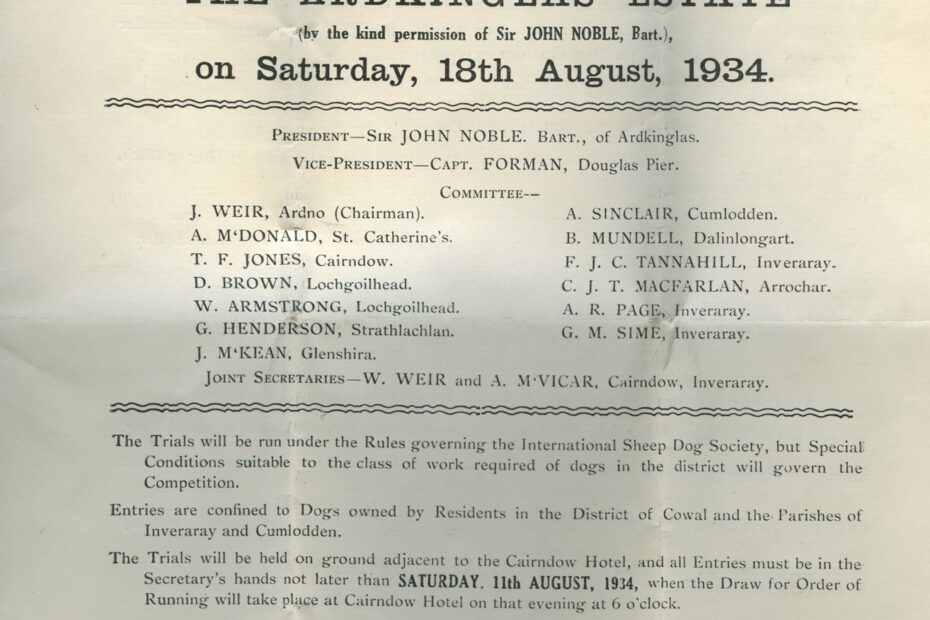 THE ARDKINGLAS ESTATE
(by the kind permission of Sir JOHN NOBLE, Bart.),
on Saturday, 18th August, 1934.
PRESIDENT—SIR JOHN NOBLE. BART., of Ardkinglas.
VICE-PRESIDENT—CAPT. FORMAN, Douglas Pier.
COMMITTEE--
J. WEIR, Ardno (Chairman).
A. M‘DONALD, St. Catherine's.
T. F. JONES, Cairndow.
D. BROWN, Lochgoilhead.
W. ARMSTRONG, Lochgoilhead.
G. HENDERSON, Strathlachlan.
J. M‘KEAN, Glenshira.
A. SINCLAIR, Cumlodden.
B. MUNDELL, Dalinlongart.
F. J. C. TANNAHILL, Inveraray.
C. J. T. MACFARLAN, Arrochar.
A. R. PAGE, Inveraray.
G. M. SIME, Inveraray.
JOINT SECRETARIES—W. WEIR and A. M‘VICAR, Cairndow, Inveraray.
The Trials will be run under the Rules governing the International Sheep Dog Society, but Special
Conditions suitable to the class of work required of dogs in the district will govern the
Competition.
Entries are confined to Dogs owned by Residents in the District of Cowal and the Parishes of
Inveraray and Cumlodden.
The Trials will be held on ground adjacent to the Cairndow Hotel, and all Entries must be in the
Secretary's hands not later than SATURDAY. 11th AUGUST, 1934, when the Draw for Order of
Running will take place at Cairndow Hotel on that evening at 6 o'clock.